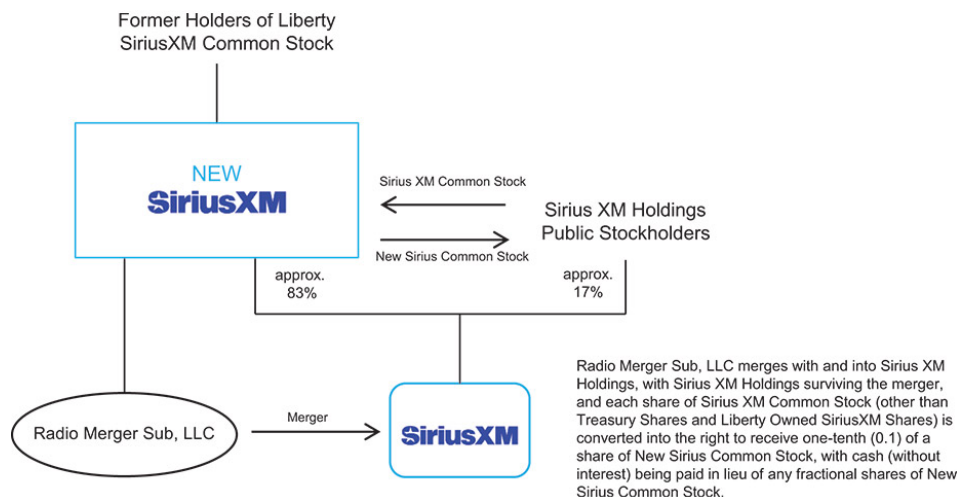 Former Holders of Liberty
SiriusXM Common Stock
NEW
SiriusXM
Sirius XM Common Stock
New Sirius Common Stock
Sirius XM Holdings
Public Stockholders
approx.
83%
approx.
17%
Radio Merger Sub, LLC
Merger
SiriusXM
Radio Merger Sub, LLC merges with and into Sirius XM
Holdings, with Sirius XM Holdings surviving the merger,
and each share of Sirius XM Common Stock (other than
Treasury Shares and Liberty Owned SiriusXM Shares) is
converted into the right to receive one-tenth (0.1) of a
share of New Sirius Common Stock, with cash (without
interest) being paid in lieu of any fractional shares of New
Sirius Common Stock.